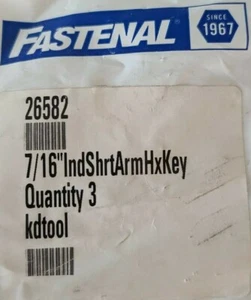 FASTENAL
SINCE
1967
26582
7/16"IndShrtArmHxKey
Quantity 3
kdtool